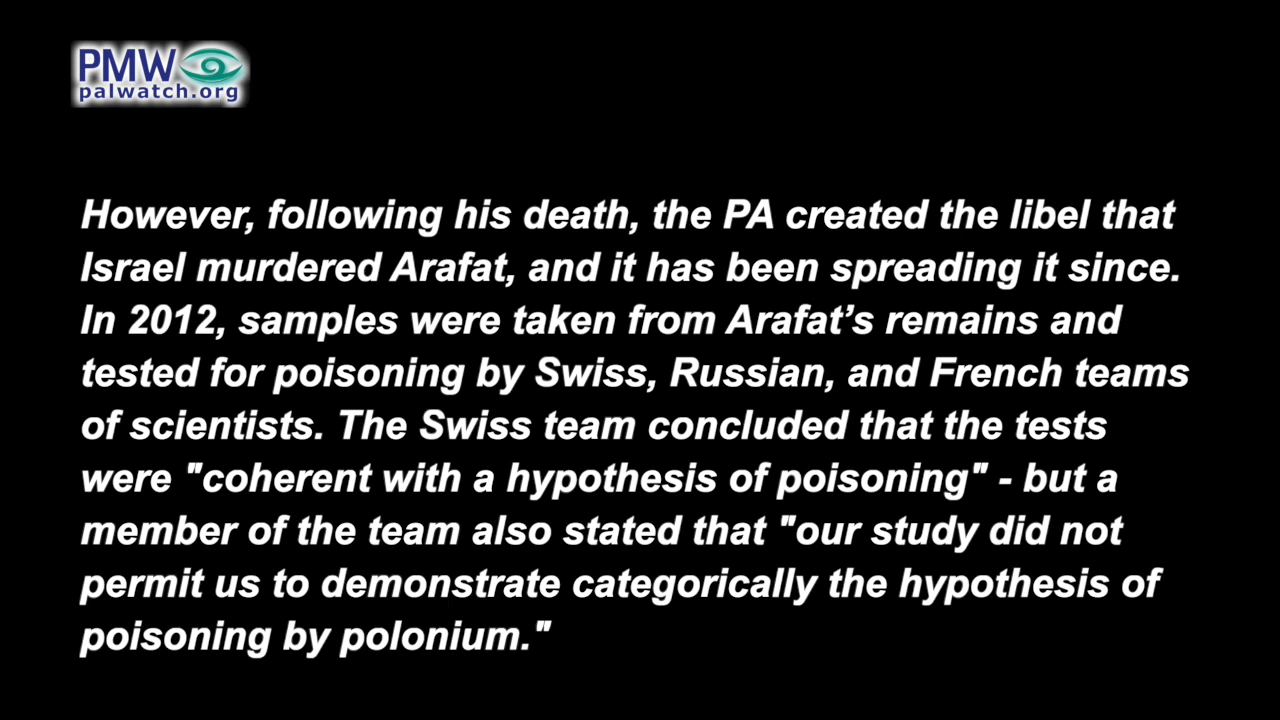 PMW
palwatch.org
However, following his death, the PA created the libel that
Israel murdered Arafat, and it has been spreading it since.
In 2012, samples were taken from Arafat’s remains and
tested for poisoning by Swiss, Russian, and French teams
of scientists. The Swiss team concluded that the tests
were "coherent with a hypothesis of poisoning" - but a
member of the team also stated that "our study did not
permit us to demonstrate categorically the hypothesis of
poisoning by polonium."